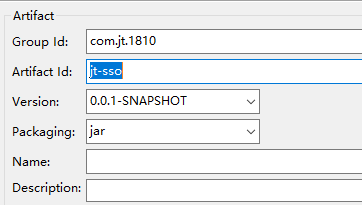 Artifact
Group Id: com.jt.1810
Artifact Id: jt-sso
Version: 0.0.1-SNAPSHOT
Packaging: jar
Name:
Description: